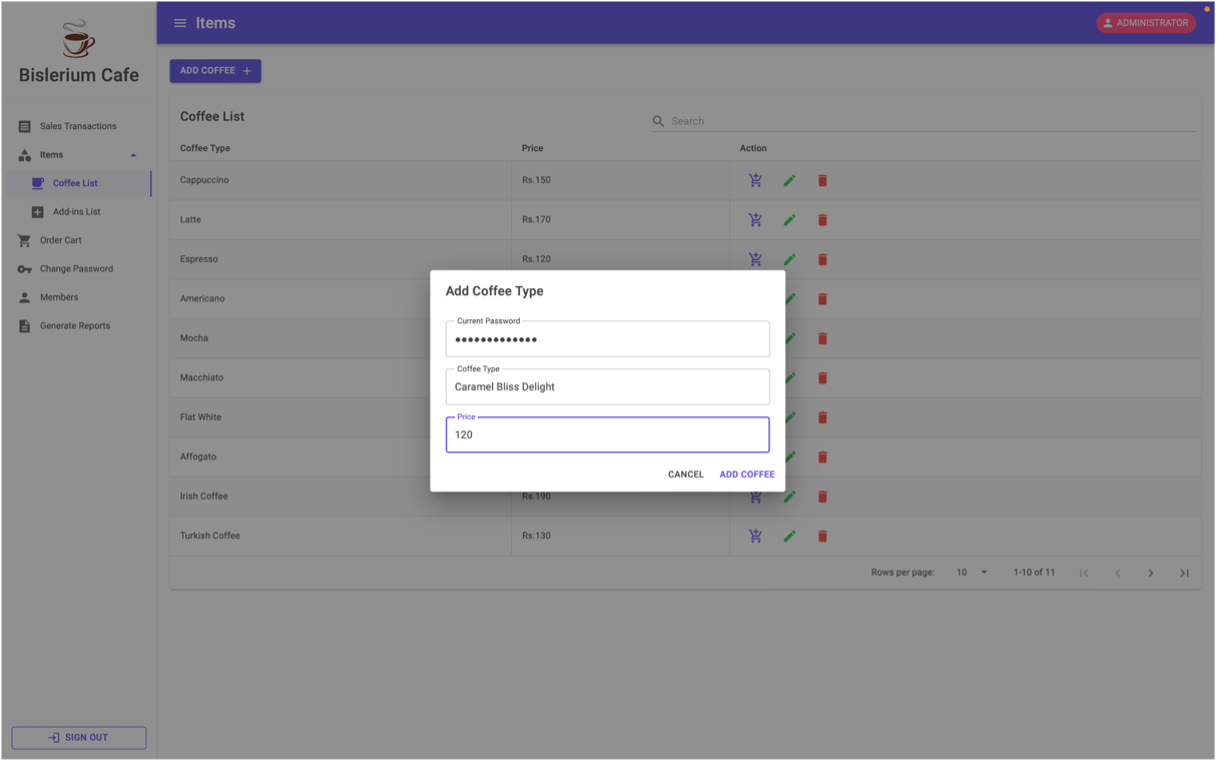 Items
ADMINISTRATOR
Bislerium Cafe
ADD COFFEE +
Sales Transactions
Items
Coffee List
Add-ins List
Order Cart
Change Password
Members
Generate Reports
SIGN OUT
Coffee List
Search
Coffee Type Price Action
Cappuccino Rs.150
Latte Rs.170
Espresso Rs.120
Americano
Mocha
Macchiato
Flat White
Affogato
Irish Coffee Rs.190
Turkish Coffee Rs.130
Rows per page: 10 1-10 of 11
Add Coffee Type
Current Password
•••••••••••••
Coffee Type
Caramel Bliss Delight
Price
120
CANCEL ADD COFFEE